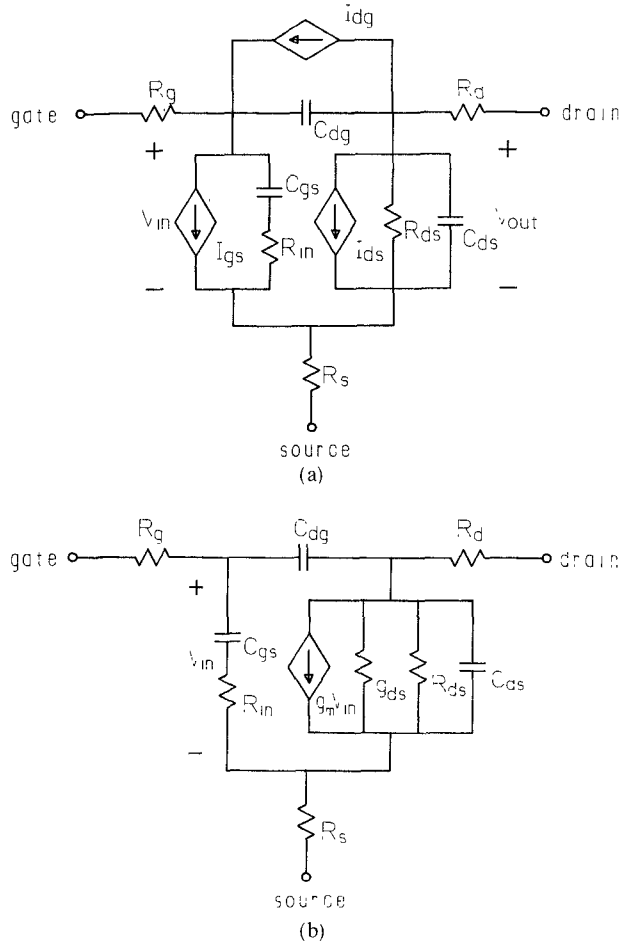 Idg
gate
Rg
Cdg
Rd
drain
+
+
Vin
Igs
Cgs
Rin
Ids
Rds
Cds
Vout
−
−
Rs
source
(a)
gate
Rg
Cdg
Rd
drain
+
Vin
Cgs
Rin
gmVin
gds
Rds
Cds
−
Rs
source
(b)